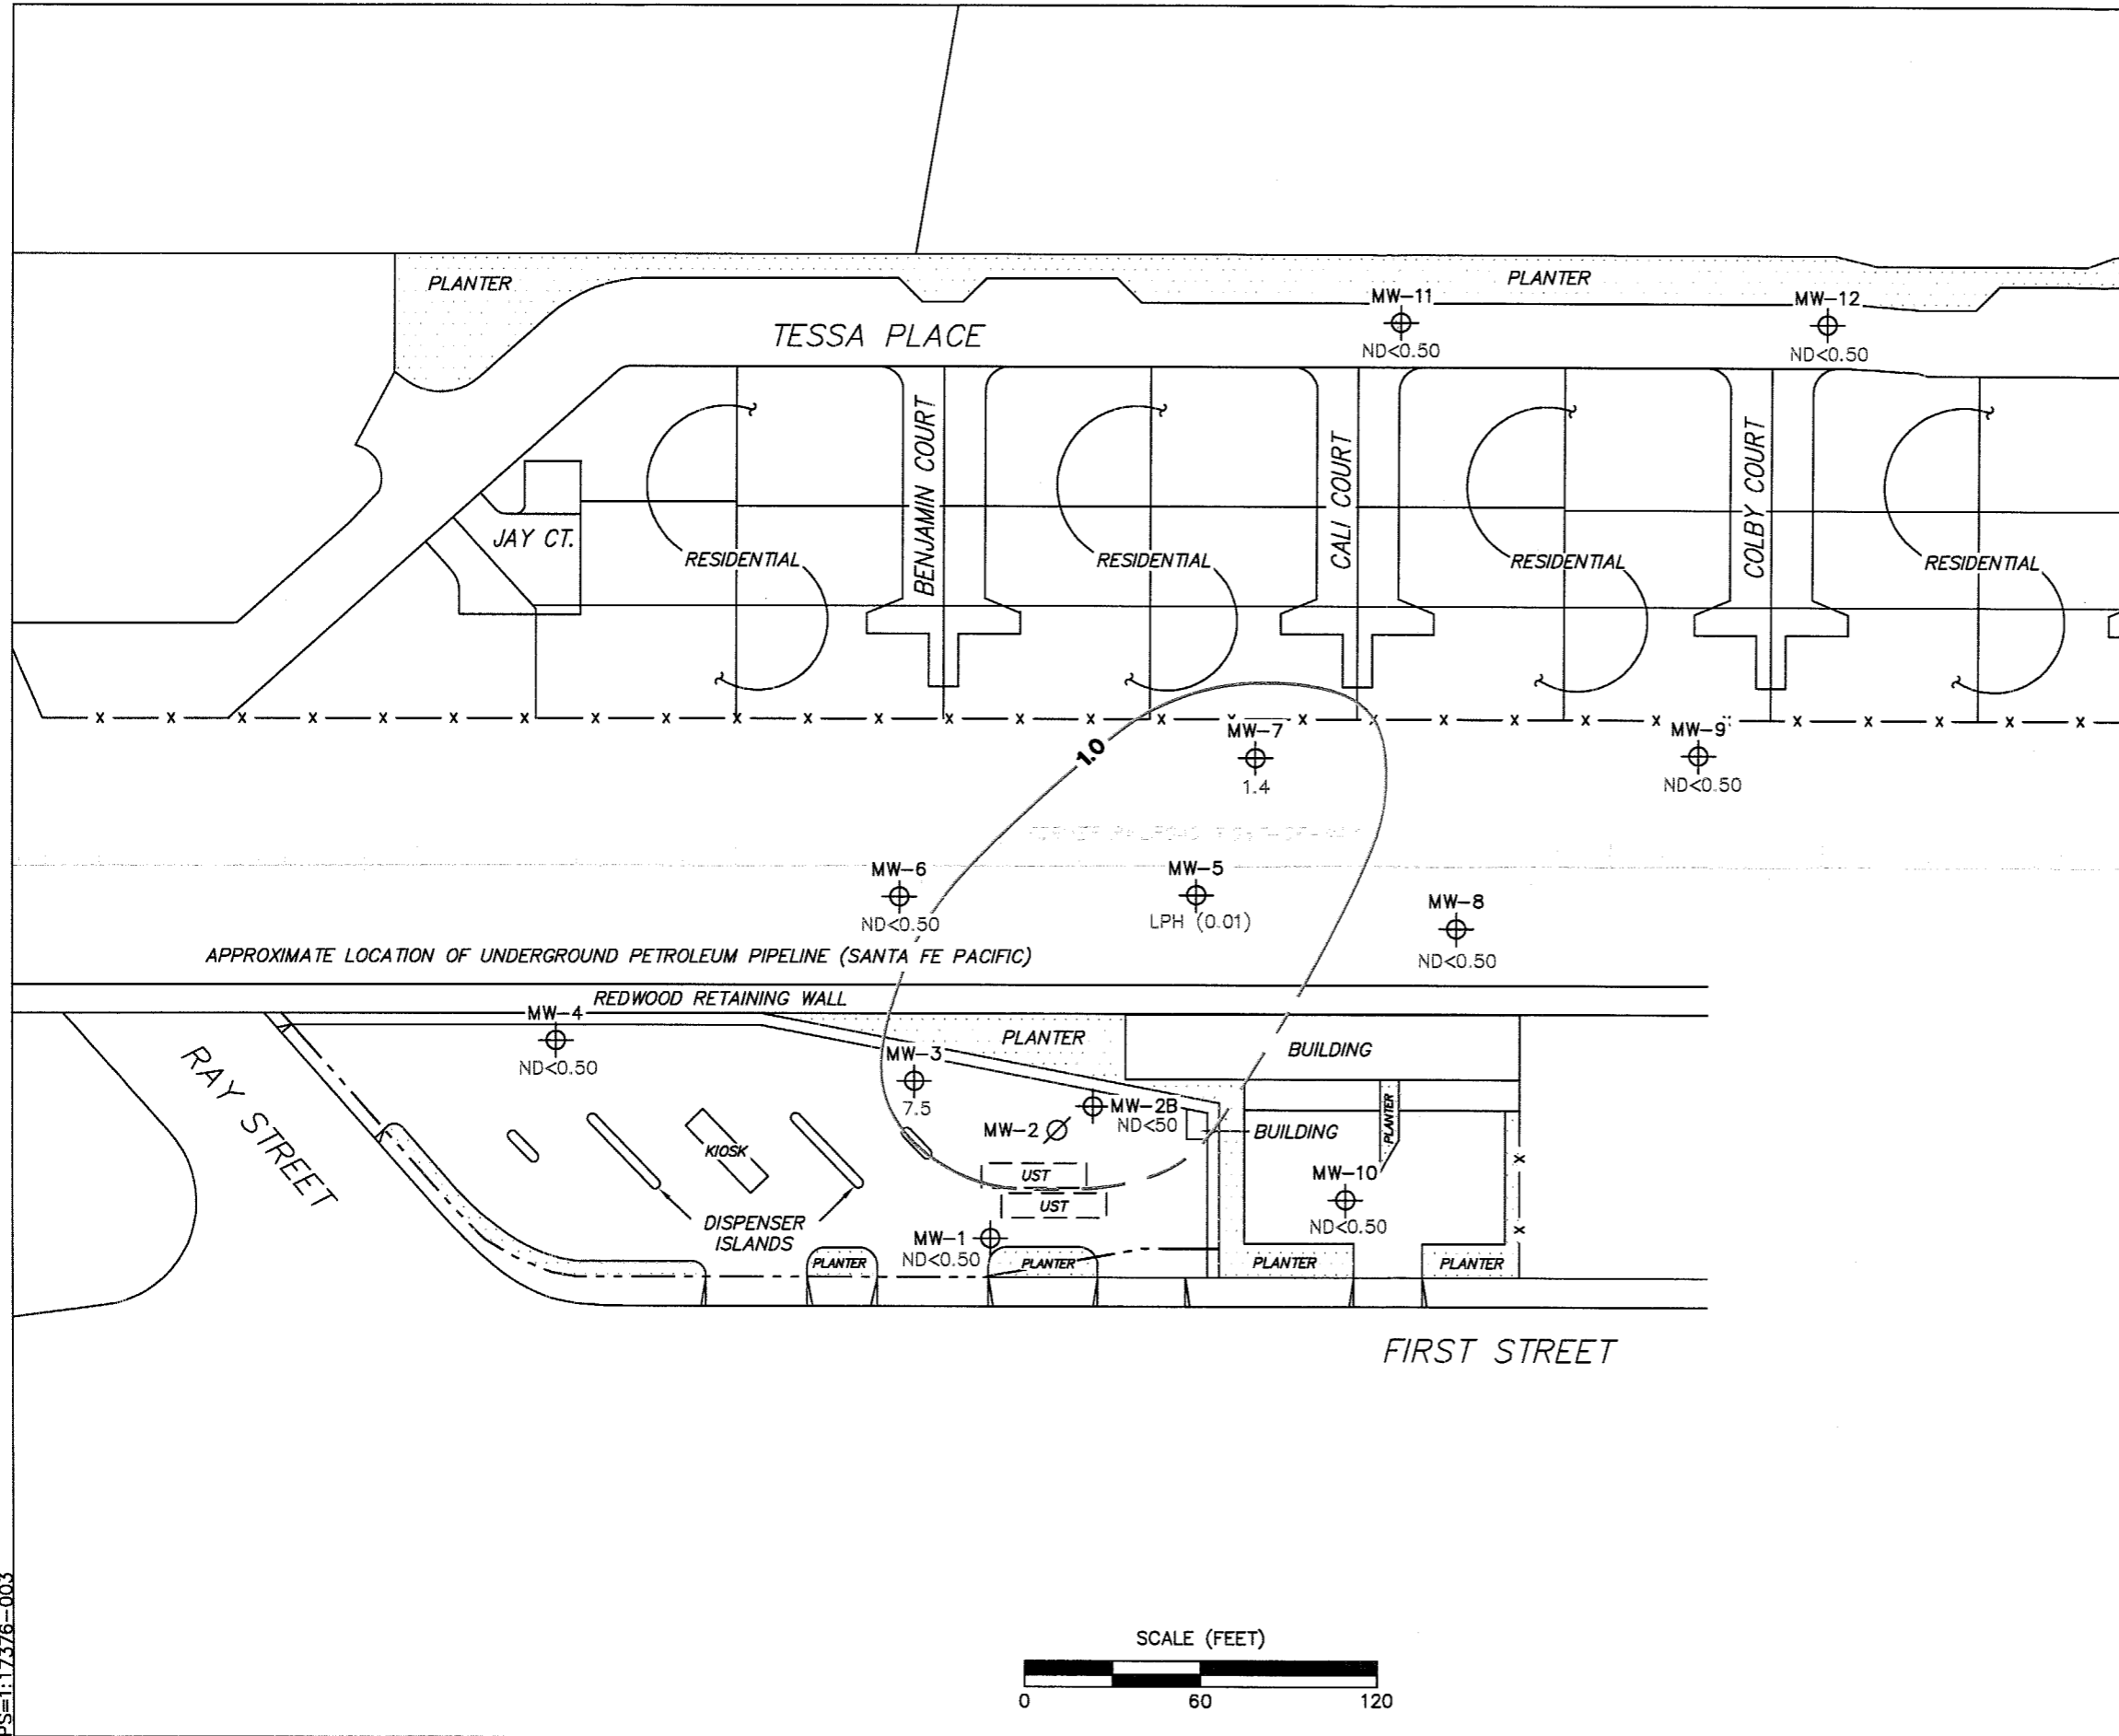 PLANTER
PLANTER
MW-11
ND<0.50
MW-12
ND<0.50
TESSA PLACE
JAY CT.
RESIDENTIAL
BENJAMIN COURT
RESIDENTIAL
CALI COURT
RESIDENTIAL
COLBY COURT
RESIDENTIAL
1.0
MW-7
1.4
MW-9
ND<0.50
MW-6
ND<0.50
MW-5
LPH (0.01)
MW-8
ND<0.50
APPROXIMATE LOCATION OF UNDERGROUND PETROLEUM PIPELINE (SANTA FE PACIFIC)
REDWOOD RETAINING WALL
MW-4
ND<0.50
PLANTER
BUILDING
MW-3
7.5
RAY STREET
KIOSK
MW-2B
ND<50
MW-2
BUILDING
PLANTER
UST
UST
MW-10
ND<0.50
DISPENSER
ISLANDS
MW-1
ND<0.50
PLANTER
PLANTER
PLANTER
PLANTER
FIRST STREET
SCALE (FEET)
0 60 120
PS=1:1 7376-003